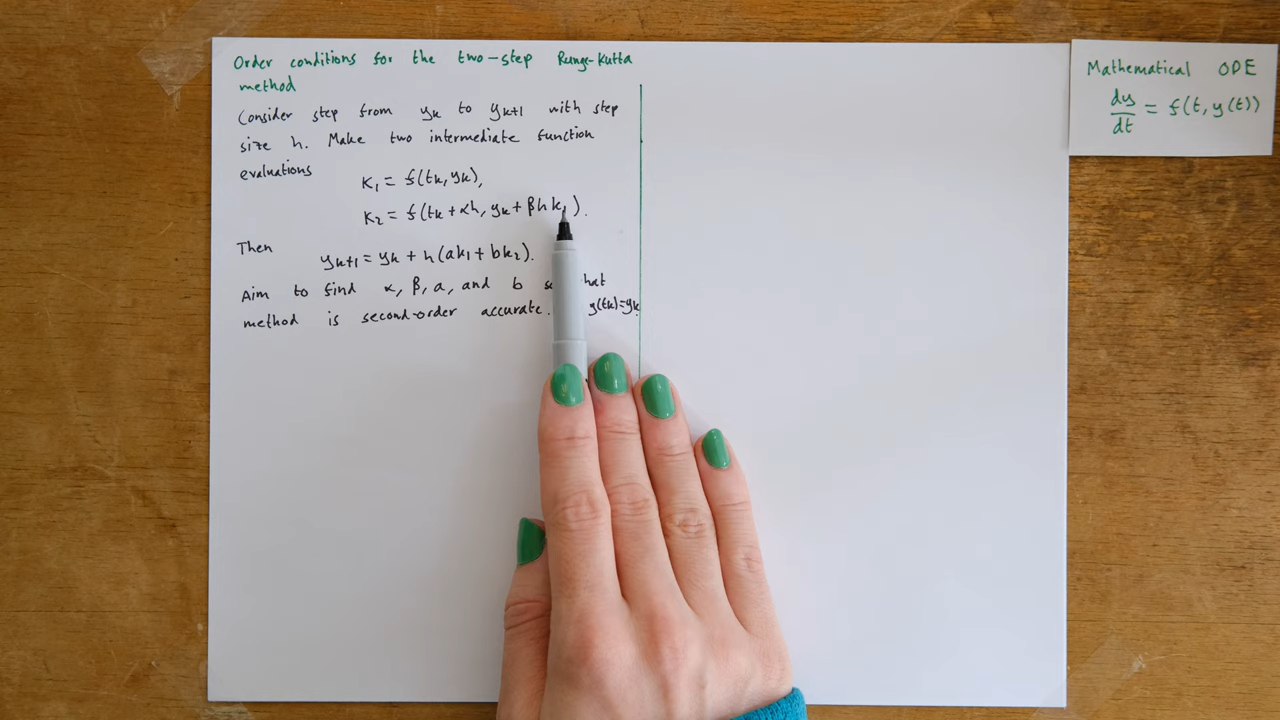 Order conditions for the two-step Runge-Kutta
method
Consider step from yₖ to yₖ₊₁ with step
size h. Make two intermediate function
evaluations
k₁ = f(tₖ, yₖ),
k₂ = f(tₖ + αh, yₖ + βhk₁).
Then
yₖ₊₁ = yₖ + h(ak₁ + bk₂).
Aim to find α, β, a, and b hat
method is second-order accurate. y(tₖ)=yₖ
Mathematical ODE
dy/dt = f(t, y(t))